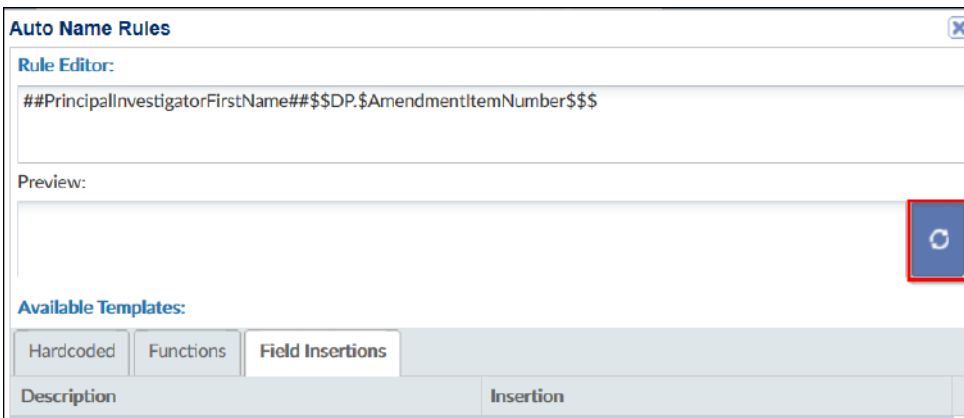 Auto Name Rules
Rule Editor:
##PrincipalInvestigatorFirstName##$$DP.$AmendmentItemNumber$$$
Preview:
Available Templates:
Hardcoded Functions Field Insertions
Description Insertion